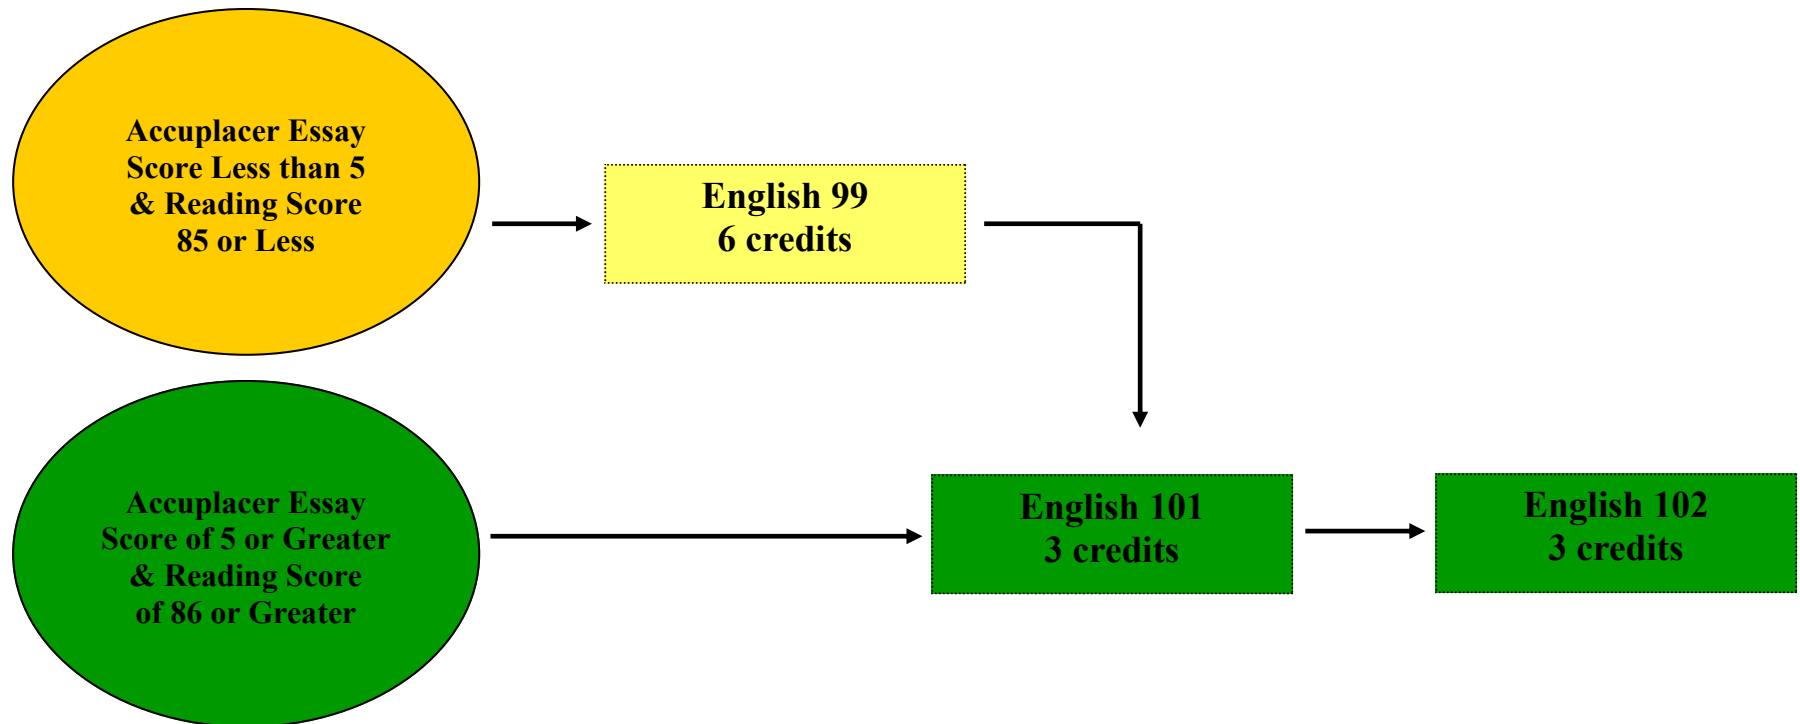 Accuplacer Essay
Score Less than 5
& Reading Score
85 or Less
English 99
6 credits
Accuplacer Essay
Score of 5 or Greater
& Reading Score
of 86 or Greater
English 101
3 credits
English 102
3 credits